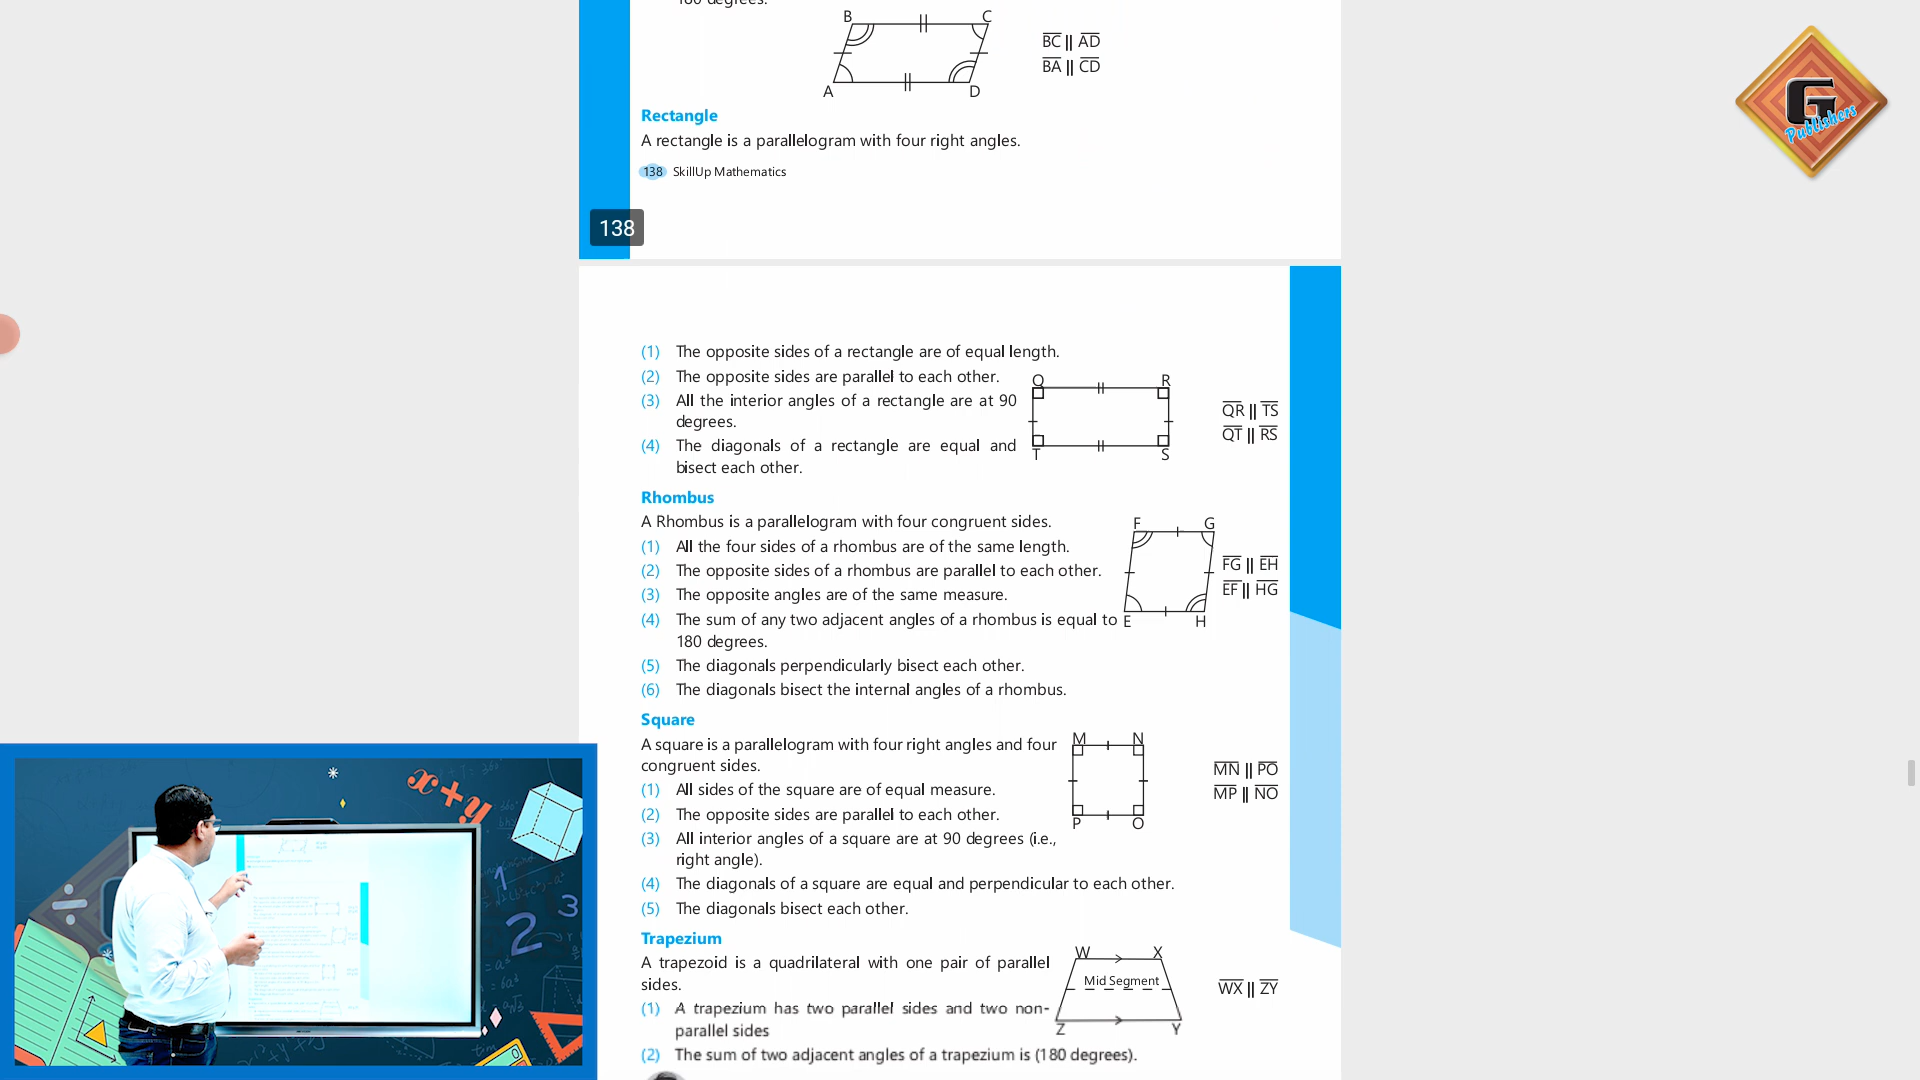 180 degrees.
B C
A D
BC || AD
BA || CD
Rectangle
A rectangle is a parallelogram with four right angles.
138 SkillUp Mathematics
138
G
Publishers
(1) The opposite sides of a rectangle are of equal length.
(2) The opposite sides are parallel to each other.
(3) All the interior angles of a rectangle are at 90
degrees.
(4) The diagonals of a rectangle are equal and
bisect each other.
Q R
T S
QR || TS
QT || RS
Rhombus
A Rhombus is a parallelogram with four congruent sides.
(1) All the four sides of a rhombus are of the same length.
(2) The opposite sides of a rhombus are parallel to each other.
(3) The opposite angles are of the same measure.
(4) The sum of any two adjacent angles of a rhombus is equal to
180 degrees.
(5) The diagonals perpendicularly bisect each other.
(6) The diagonals bisect the internal angles of a rhombus.
F G
E H
FG || EH
EF || HG
Square
A square is a parallelogram with four right angles and four
congruent sides.
(1) All sides of the square are of equal measure.
(2) The opposite sides are parallel to each other.
(3) All interior angles of a square are at 90 degrees (i.e.,
right angle).
(4) The diagonals of a square are equal and perpendicular to each other.
(5) The diagonals bisect each other.
M N
P O
MN || PO
MP || NO
Trapezium
A trapezoid is a quadrilateral with one pair of parallel
sides.
(1) A trapezium has two parallel sides and two non-
parallel sides
(2) The sum of two adjacent angles of a trapezium is (180 degrees).
W X
Mid Segment
Z Y
WX || ZY
x+y
1
2
3